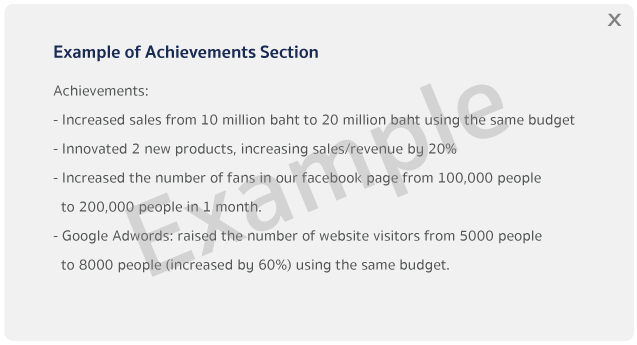 X
Example of Achievements Section
Achievements:
- Increased sales from 10 million baht to 20 million baht using the same budget
- Innovated 2 new products, increasing sales/revenue by 20%
- Increased the number of fans in our facebook page from 100,000 people
to 200,000 people in 1 month.
- Google Adwords: raised the number of website visitors from 5000 people
to 8000 people (increased by 60%) using the same budget.
Example